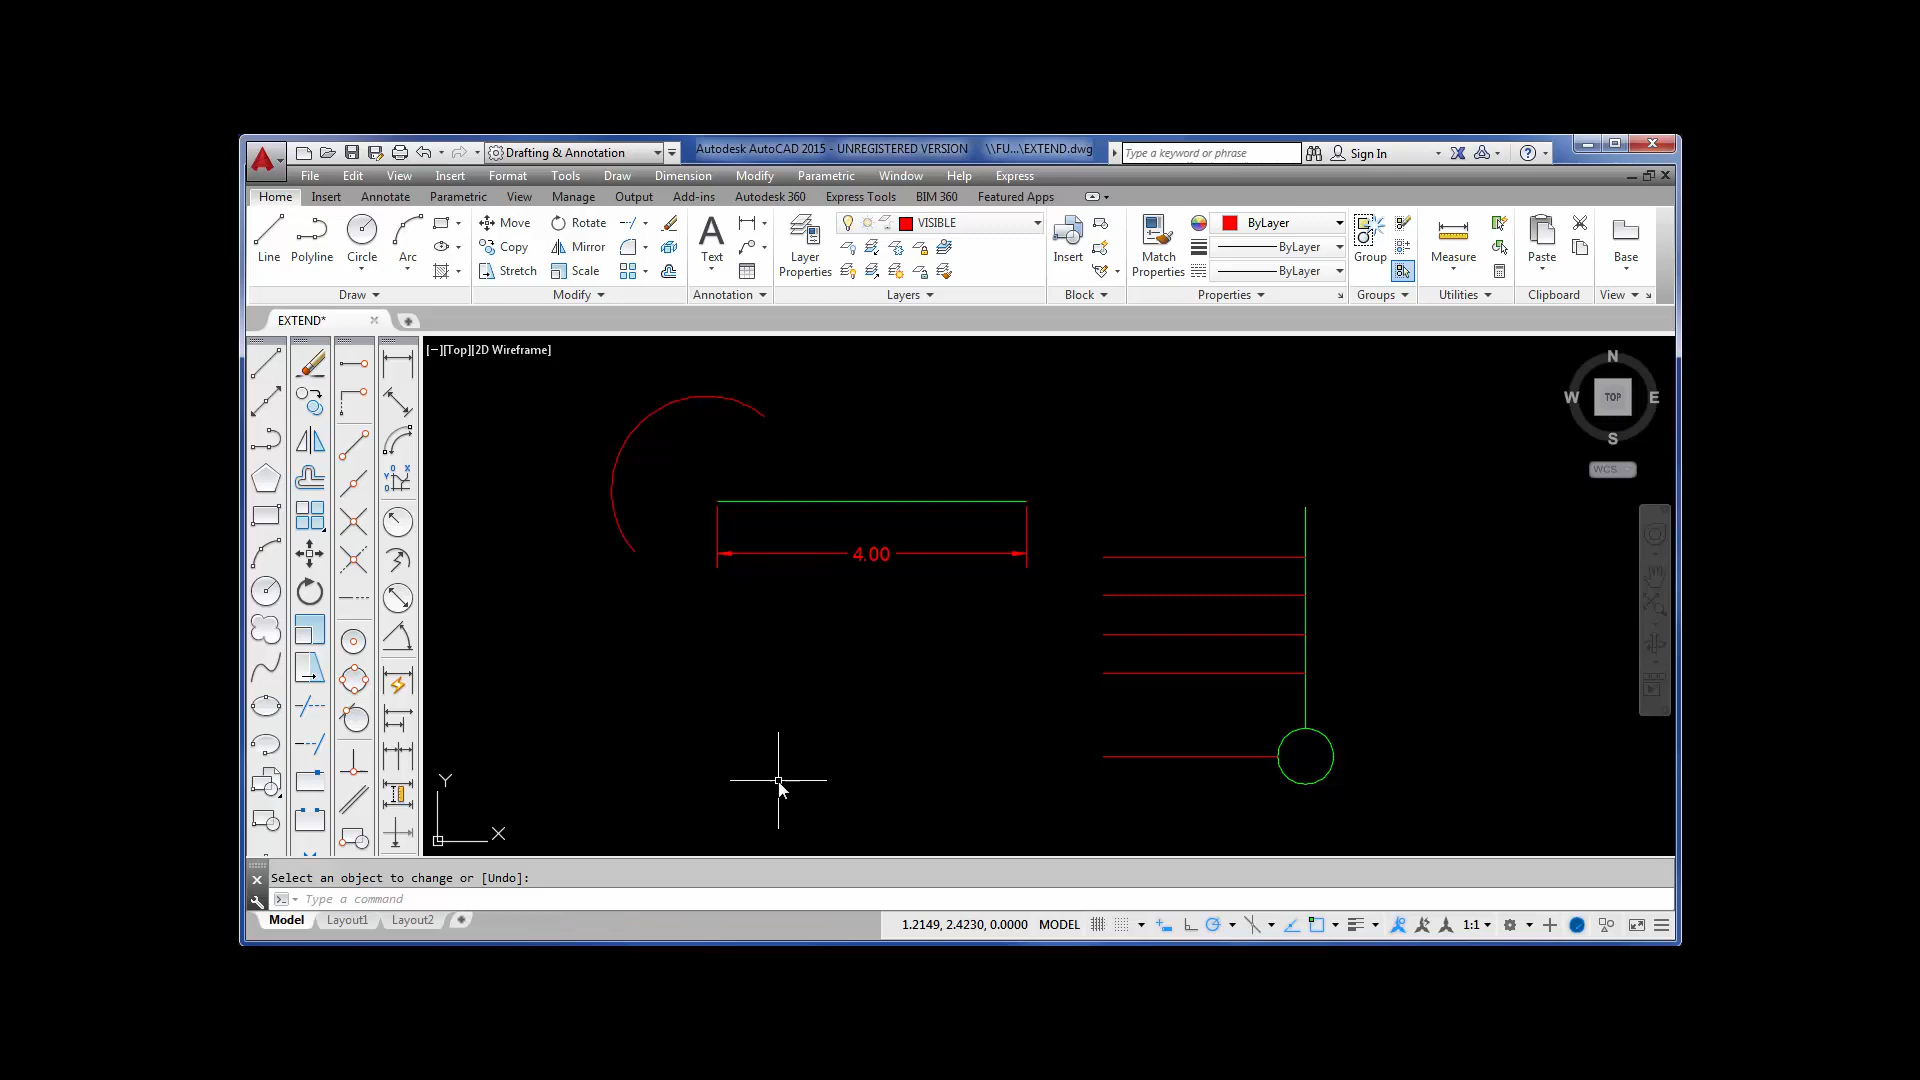 Drafting & Annotation
Autodesk AutoCAD 2015 - UNREGISTERED VERSION \\FU...\EXTEND.dwg
Type a keyword or phrase
Sign In
File Edit View Insert Format Tools Draw Dimension Modify Parametric Window Help Express
Home Insert Annotate Parametric View Manage Output Add-ins Autodesk 360 Express Tools BIM 360 Featured Apps
Move Rotate
VISIBLE
ByLayer
Line Polyline Circle Arc
Copy Mirror
Text
Layer Properties
Insert
Match Properties
ByLayer
Group
Measure
Paste
Base
Stretch Scale
ByLayer
Draw Modify Annotation Layers Block Properties Groups Utilities Clipboard View
EXTEND*
[−][Top][2D Wireframe]
N
W TOP E
S
WCS
4.00
Y
X
Select an object to change or [Undo]:
Type a command
Model Layout1 Layout2
1.2149, 2.4230, 0.0000 MODEL
1:1